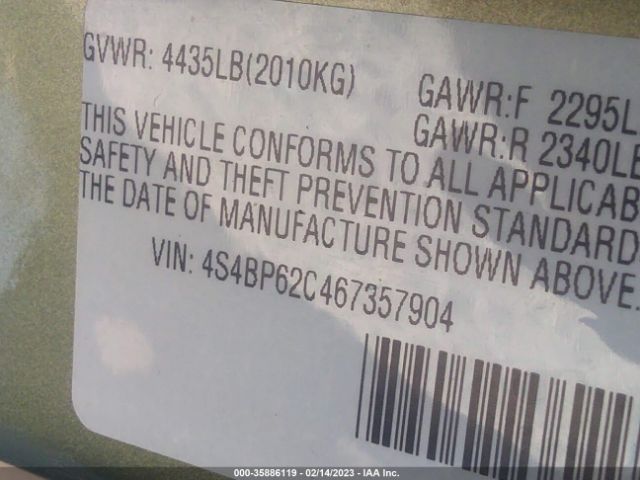 GVWR: 4435LB(2010KG)
GAWR:F 2295L
GAWR:R 2340LB
THIS VEHICLE CONFORMS TO ALL APPLICAB
SAFETY AND THEFT PREVENTION STANDARD
THE DATE OF MANUFACTURE SHOWN ABOVE.
VIN: 4S4BP62C467357904
000-35886119 - 02/14/2023 - IAA Inc.